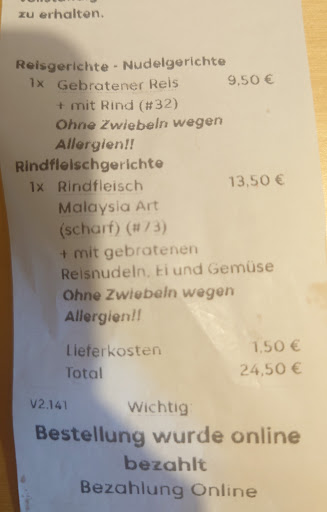 zu erhalten.
Reisgerichte - Nudelgerichte
1x Gebratener Reis 9,50 €
+ mit Rind (#32)
Ohne Zwiebeln wegen
Allergien!!
Rindfleischgerichte
1x Rindfleisch 13,50 €
Malaysia Art
(scharf) (#73)
+ mit gebratenen
Reisnudeln, Ei und Gemüse
Ohne Zwiebeln wegen
Allergien!!
Lieferkosten 1,50 €
Total 24,50 €
V2.141 Wichtig:
Bestellung wurde online
bezahlt
Bezahlung Online